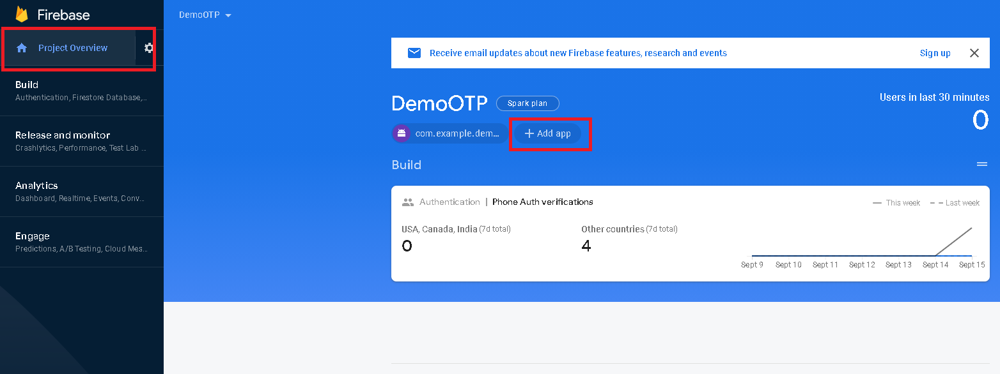 Firebase
DemoOTP
Project Overview
Receive email updates about new Firebase features, research and events
Sign up
Build
Authentication, Firestore Database,...
Release and monitor
Crashlytics, Performance, Test Lab ...
Analytics
Dashboard, Realtime, Events, Conv...
Engage
Predictions, A/B Testing, Cloud Mes...
DemoOTP
Spark plan
Users in last 30 minutes
0
com.example.dem...
+ Add app
Build
Authentication | Phone Auth verifications
This week
Last week
USA, Canada, India (7d total)
0
Other countries (7d total)
4
Sept 9 Sept 10 Sept 11 Sept 12 Sept 13 Sept 14 Sept 15